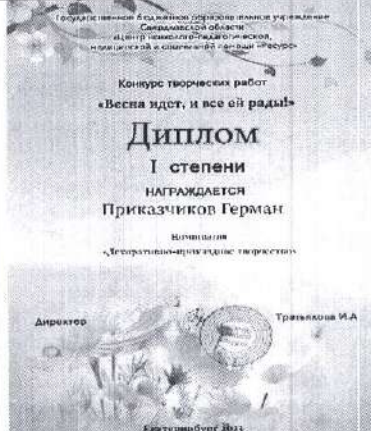 Государственное бюджетное образовательное учреждение
Свердловской области
«Центр психолого-педагогической,
медицинской и социальной помощи «Ресурс»
Конкурс творческих работ
«Весна идет, и все ей рады!»
Диплом
I степени
НАГРАЖДАЕТСЯ
Приказчиков Герман
Номинация
«Декоративно-прикладное творчество»
Директор
Третьякова И.А
Екатеринбург